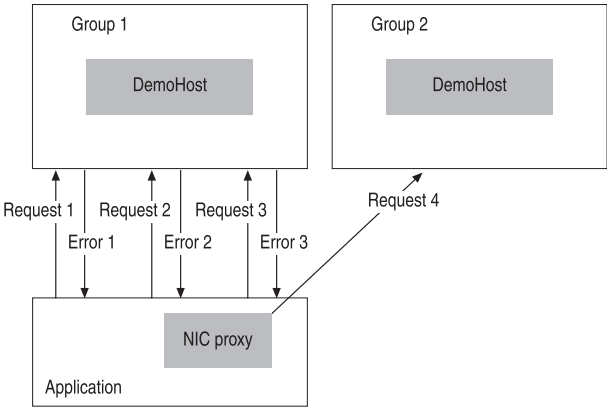 Group 1
Group 2
DemoHost
DemoHost
Request 1
Request 2
Request 3
Request 4
Error 1
Error 2
Error 3
NIC proxy
Application